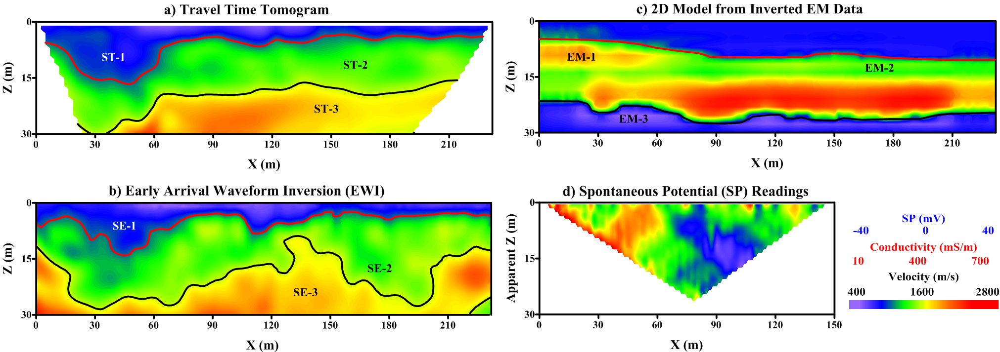 a) Travel Time Tomogram
0
15
30
Z (m)
ST-1
ST-2
ST-3
0 30 60 90 120 150 180 210
X (m)
c) 2D Model from Inverted EM Data
0
15
30
Z (m)
EM-1
EM-2
EM-3
0 30 60 90 120 150 180 210
X (m)
b) Early Arrival Waveform Inversion (EWI)
0
15
30
Z (m)
SE-1
SE-2
SE-3
0 30 60 90 120 150 180 210
X (m)
d) Spontaneous Potential (SP) Readings
0
15
30
Apparent Z (m)
0 30 60 90 120 150
X (m)
SP (mV)
-40 0 40
Conductivity (mS/m)
10 400 700
Velocity (m/s)
400 1600 2800